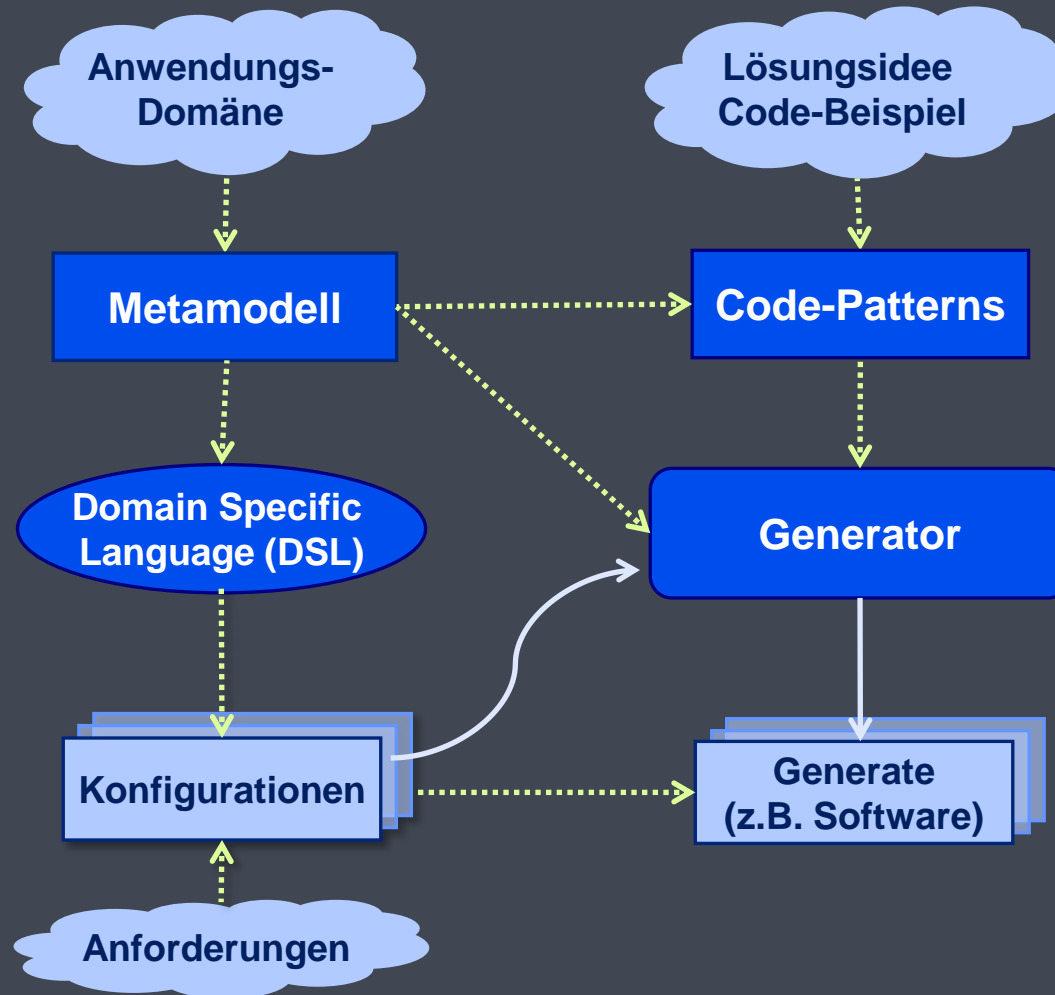 Anwendungs-
Domäne
Lösungsidee
Code-Beispiel
Metamodell
Code-Patterns
Domain Specific
Language (DSL)
Generator
Konfigurationen
Generate
(z.B. Software)
Anforderungen